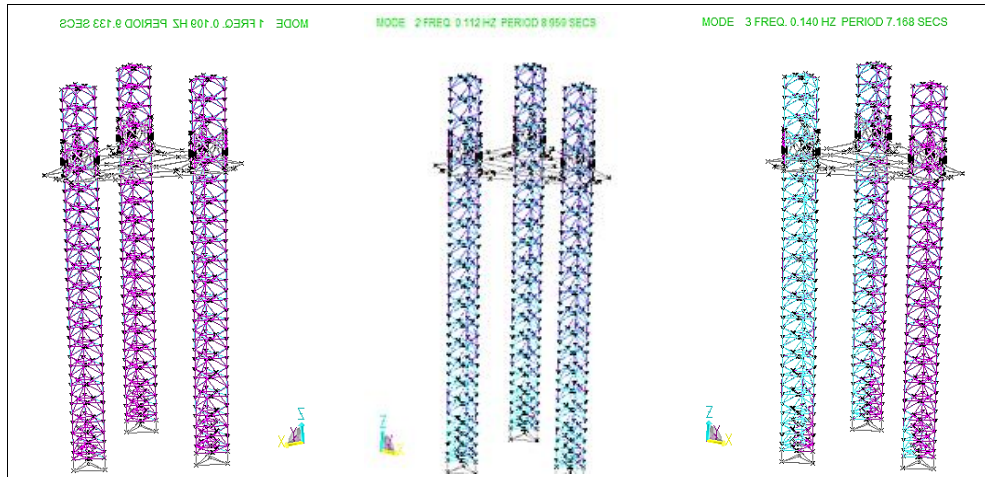 MODE 1 FREQ. 0.109 HZ PERIOD 9.133 SECS
MODE 2 FREQ. 0.112 HZ PERIOD 8.959 SECS
MODE 3 FREQ. 0.140 HZ PERIOD 7.168 SECS
Z
X
Z
X
Z
Y
X